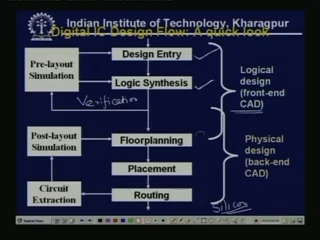 Indian Institute of Technology, Kharagpur
Digital IC Design Flow: A quick look
Design Entry
Pre-layout
Simulation
Logic Synthesis
Logical
design
(front-end
CAD)
Verification
Post-layout
Simulation
Floorplanning
Physical
design
(back-end
CAD)
Placement
Circuit
Extraction
Routing
Silicon